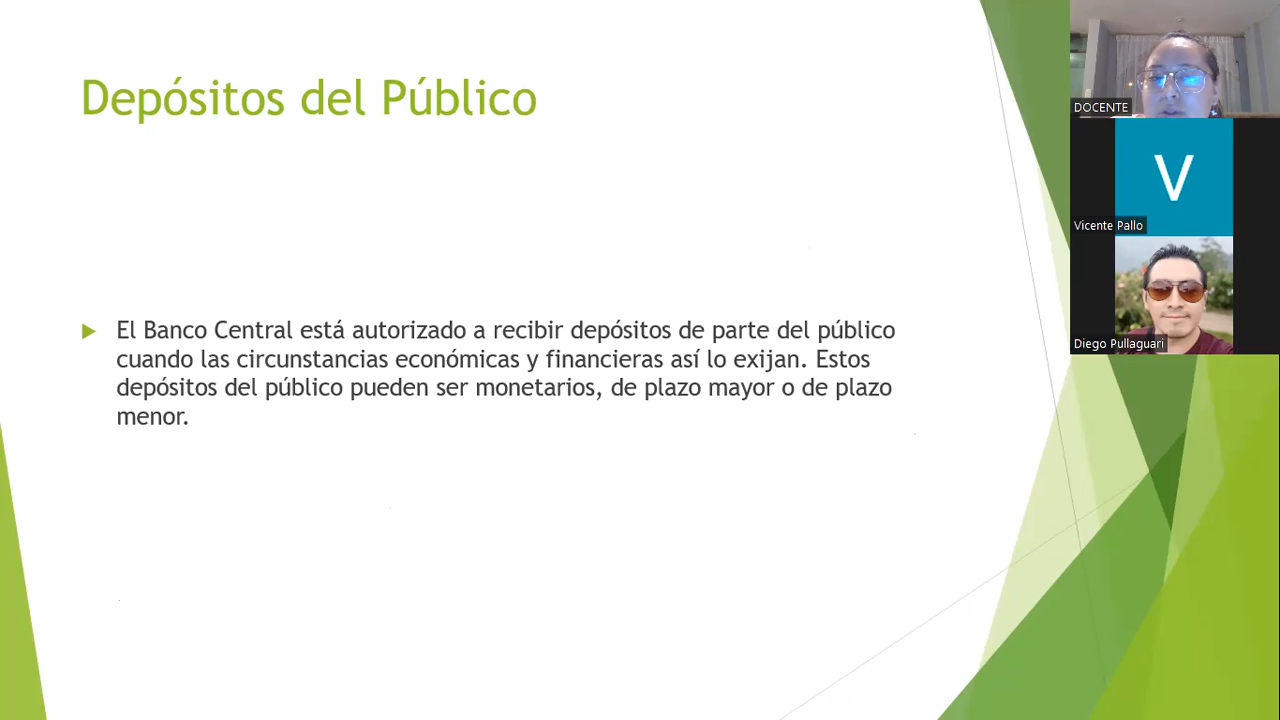 Depósitos del Público
El Banco Central está autorizado a recibir depósitos de parte del público
cuando las circunstancias económicas y financieras así lo exijan. Estos
depósitos del público pueden ser monetarios, de plazo mayor o de plazo
menor.
DOCENTE
V
Vicente Pallo
Diego Pullaguari